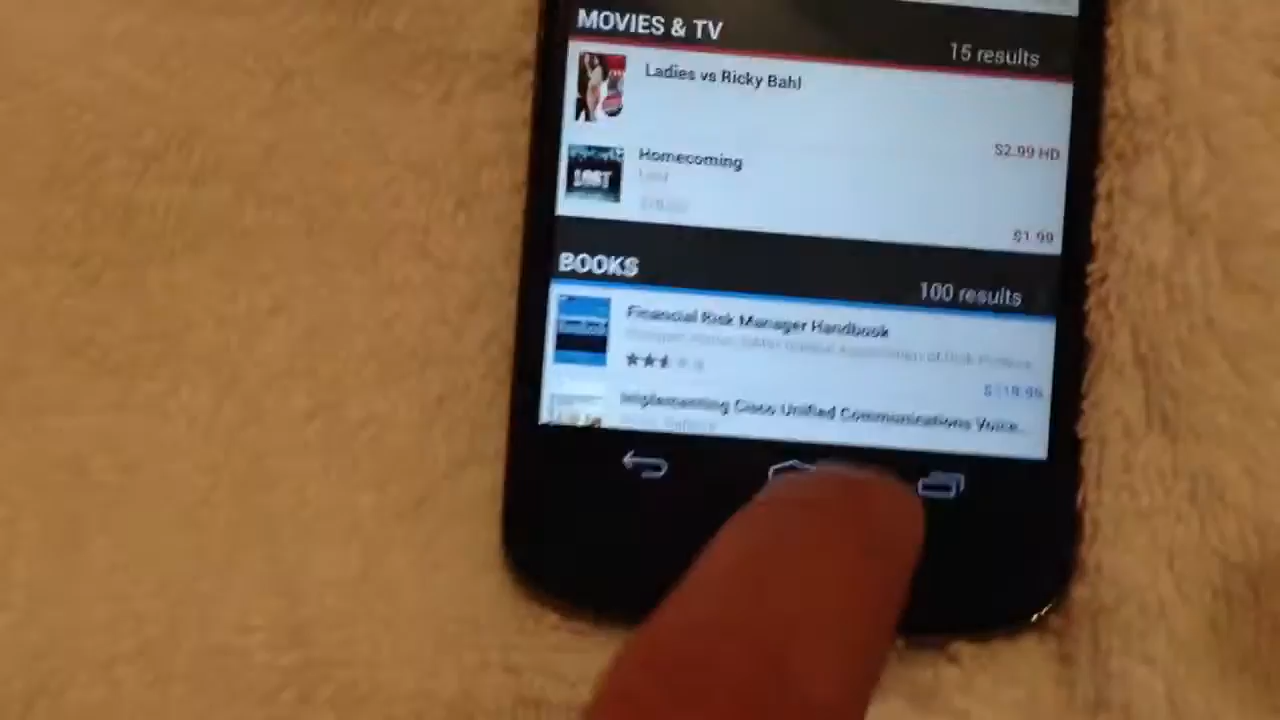 MOVIES & TV
15 results
Ladies vs Ricky Bahl
$2.99 HD
LOST
Homecoming
Lost
$1.99
BOOKS
100 results
Financial Risk Manager Handbook
Implementing Cisco Unified Communications Voice...